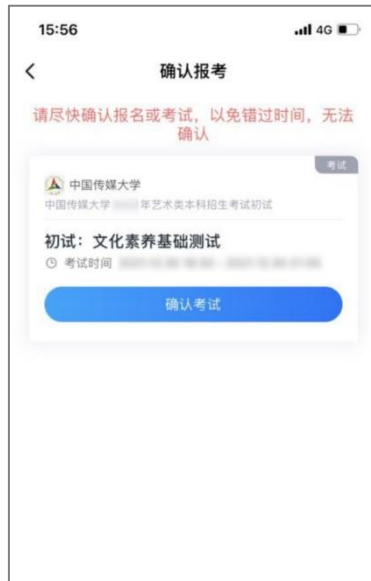 15:56
4G
确认报考
请尽快确认报名或考试，以免错过时间，无法
确认
考试
中国传媒大学
中国传媒大学 年艺术类本科招生考试初试
初试：文化素养基础测试
考试时间
确认考试